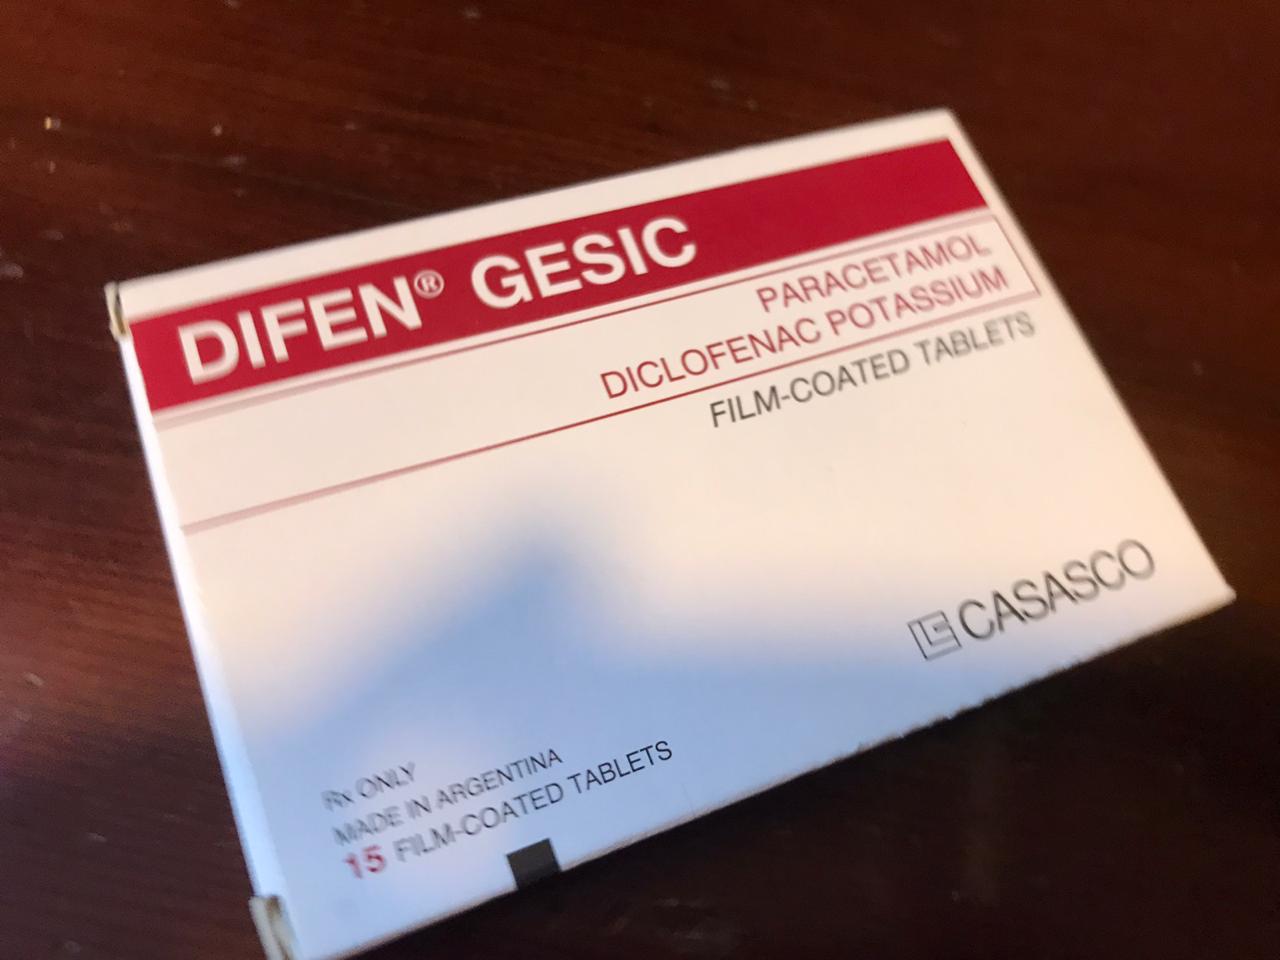 DIFEN® GESIC
PARACETAMOL
DICLOFENAC POTASSIUM
FILM-COATED TABLETS
CASASCO
Rx ONLY
MADE IN ARGENTINA
15 FILM-COATED TABLETS